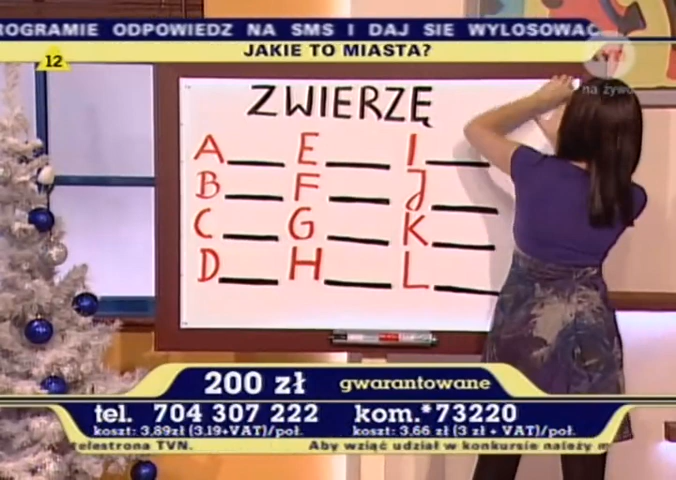 ROGRAMIE ODPOWIEDZ NA SMS I DAJ SIE WYLOSOWAC
JAKIE TO MIASTA?
12
na żywo
ZWIERZĘ
A E I
B F J
C G K
D H L
200 zł gwarantowane
tel. 704 307 222 kom.*73220
koszt: 3,89zł (3,19+VAT)/poł. koszt: 3,66 zł (3 zł + VAT)/poł.
telestrona TVN. Aby wziąć udział w konkursie należy